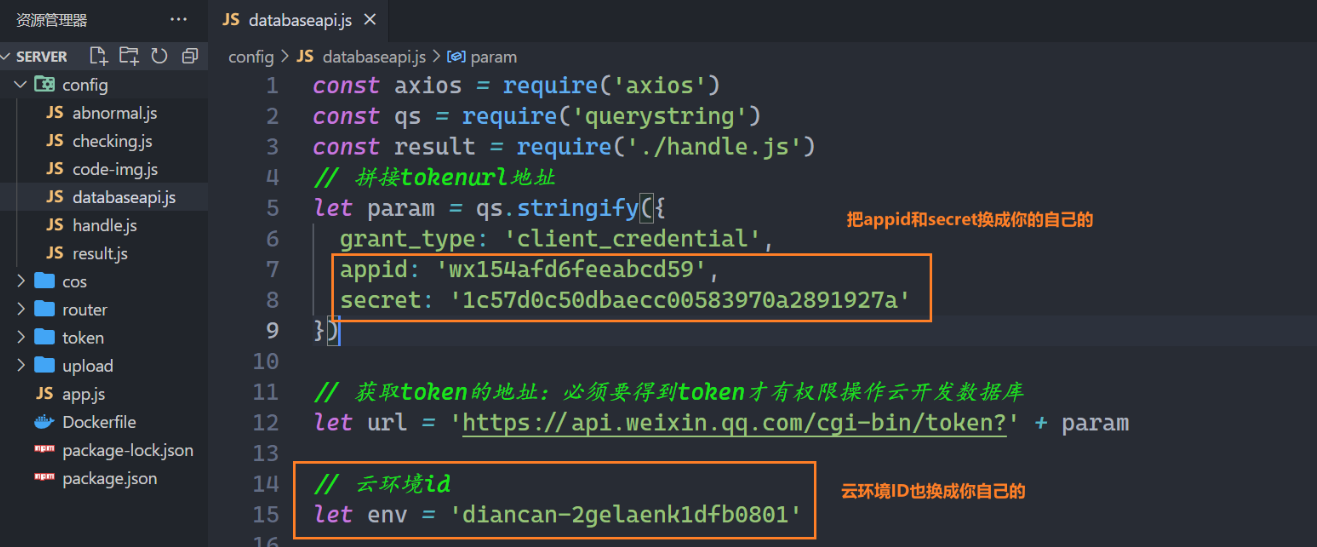 资源管理器 ···
SERVER
config
JS abnormal.js
JS checking.js
JS code-img.js
JS databaseapi.js
JS handle.js
JS result.js
cos
router
token
upload
JS app.js
Dockerfile
package-lock.json
package.json
JS databaseapi.js ×
config > JS databaseapi.js > param
1 const axios = require('axios')
2 const qs = require('querystring')
3 const result = require('./handle.js')
4 // 拼接tokenurl地址
5 let param = qs.stringify({
6 grant_type: 'client_credential',
7 appid: 'wx154afd6feeabcd59',
8 secret: '1c57d0c50dbaecc00583970a2891927a'
9 })
10
11 // 获取token的地址: 必须要得到token才有权限操作云开发数据库
12 let url = 'https://api.weixin.qq.com/cgi-bin/token?' + param
13
14 // 云环境id
15 let env = 'diancan-2gelaenk1dfb0801'
16
把appid和secret换成你的自己的
云环境ID也换成你自己的